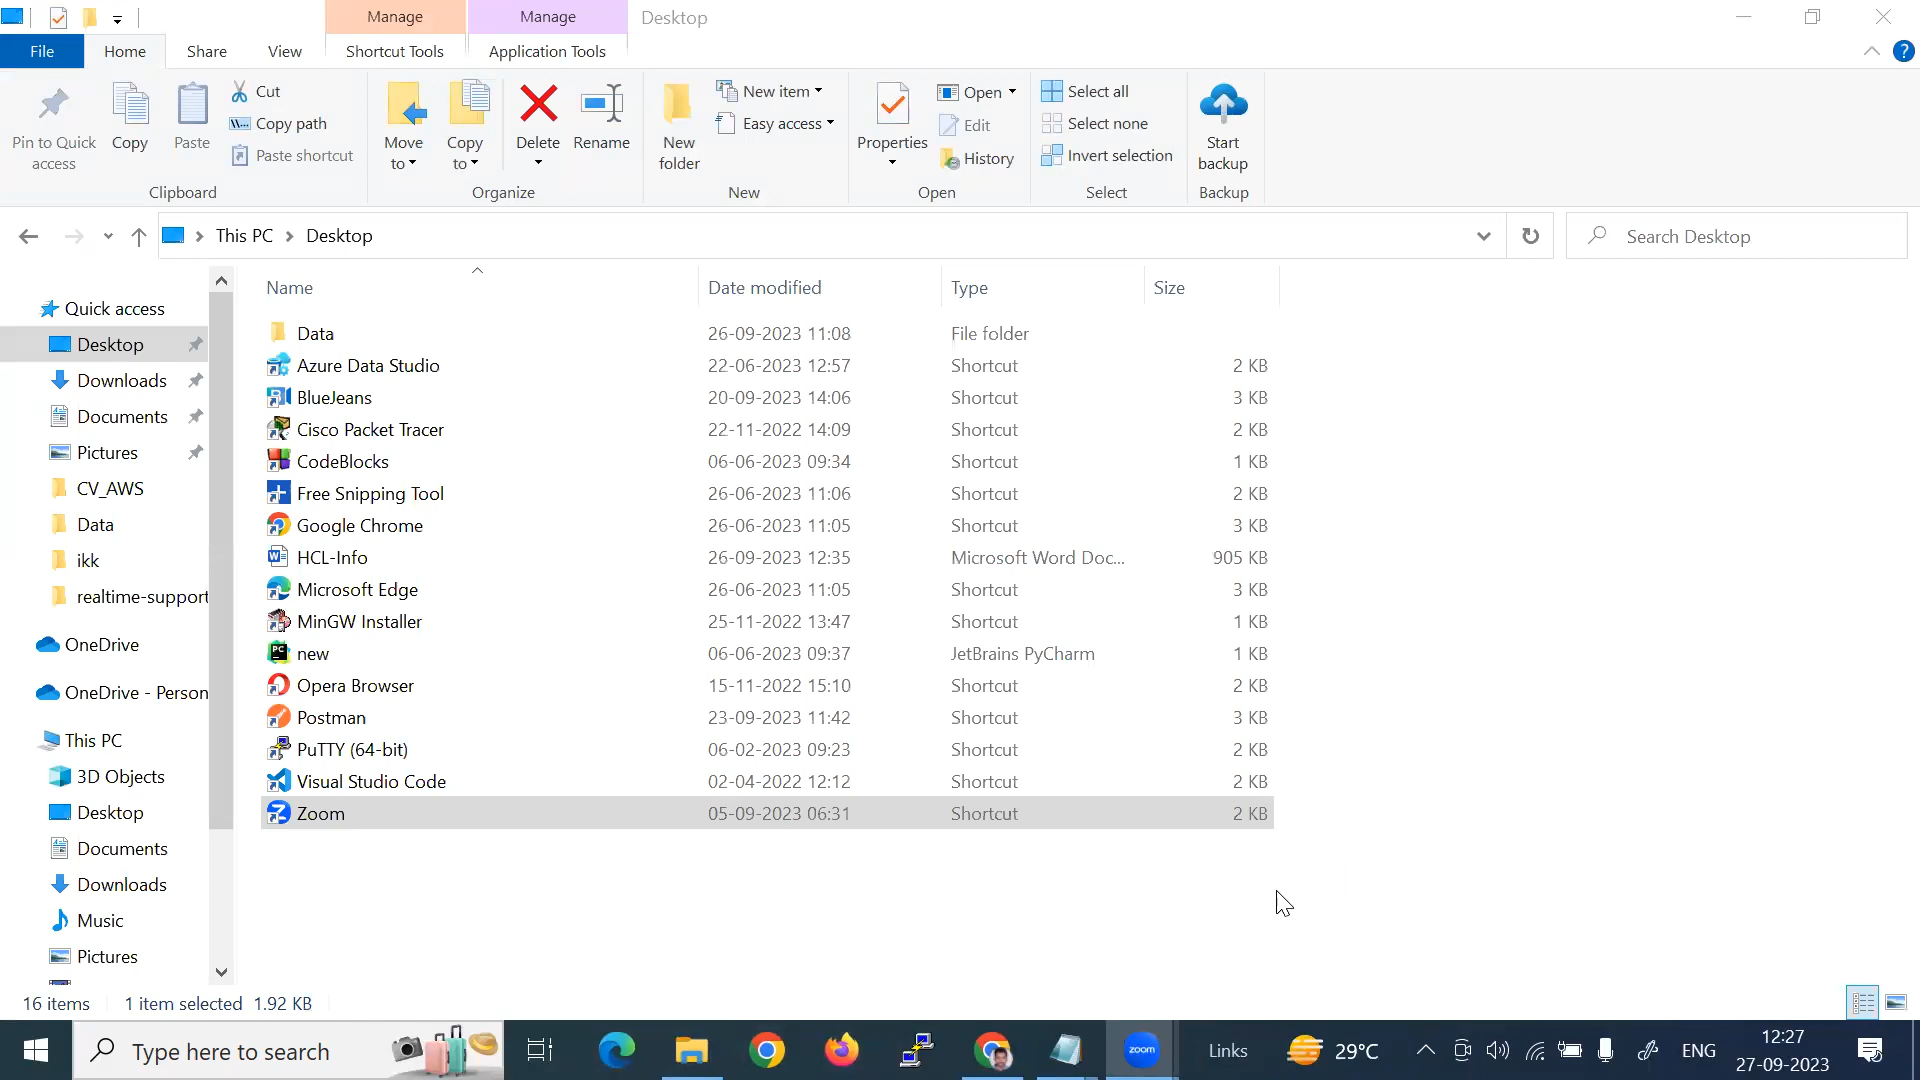 Manage
Manage
Desktop
File
Home
Share
View
Shortcut Tools
Application Tools
?
Pin to Quick access
Copy
Paste
Cut
Copy path
Paste shortcut
Clipboard
Move to
Copy to
Delete
Rename
Organize
New folder
New item
Easy access
New
Properties
Open
Edit
History
Open
Select all
Select none
Invert selection
Select
Start backup
Backup
This PC
Desktop
Search Desktop
Name
Date modified
Type
Size
Quick access
Desktop
Downloads
Documents
Pictures
CV_AWS
Data
ikk
realtime-support
OneDrive
OneDrive - Person
This PC
3D Objects
Desktop
Documents
Downloads
Music
Pictures
Data 26-09-2023 11:08 File folder
Azure Data Studio 22-06-2023 12:57 Shortcut 2 KB
BlueJeans 20-09-2023 14:06 Shortcut 3 KB
Cisco Packet Tracer 22-11-2022 14:09 Shortcut 2 KB
CodeBlocks 06-06-2023 09:34 Shortcut 1 KB
Free Snipping Tool 26-06-2023 11:06 Shortcut 2 KB
Google Chrome 26-06-2023 11:05 Shortcut 3 KB
HCL-Info 26-09-2023 12:35 Microsoft Word Doc... 905 KB
Microsoft Edge 26-06-2023 11:05 Shortcut 3 KB
MinGW Installer 25-11-2022 13:47 Shortcut 1 KB
new 06-06-2023 09:37 JetBrains PyCharm 1 KB
Opera Browser 15-11-2022 15:10 Shortcut 2 KB
Postman 23-09-2023 11:42 Shortcut 3 KB
PuTTY (64-bit) 06-02-2023 09:23 Shortcut 2 KB
Visual Studio Code 02-04-2022 12:12 Shortcut 2 KB
Zoom 05-09-2023 06:31 Shortcut 2 KB
16 items 1 item selected 1.92 KB
Type here to search
zoom
Links
29°C
ENG
12:27
27-09-2023